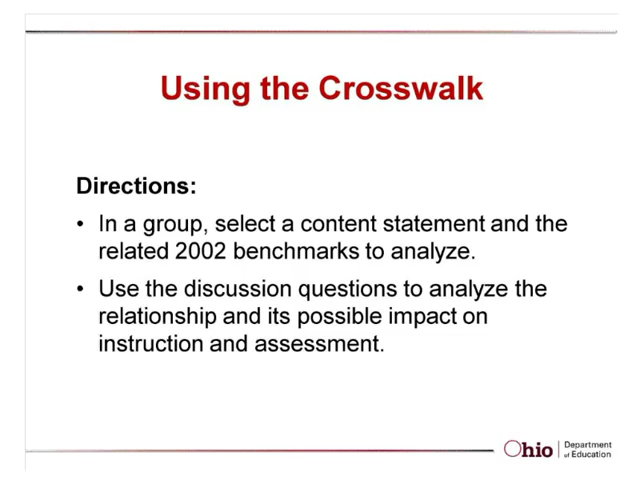 Using the Crosswalk
Directions:
• In a group, select a content statement and the
related 2002 benchmarks to analyze.
• Use the discussion questions to analyze the
relationship and its possible impact on
instruction and assessment.
Ohio | Department
of Education